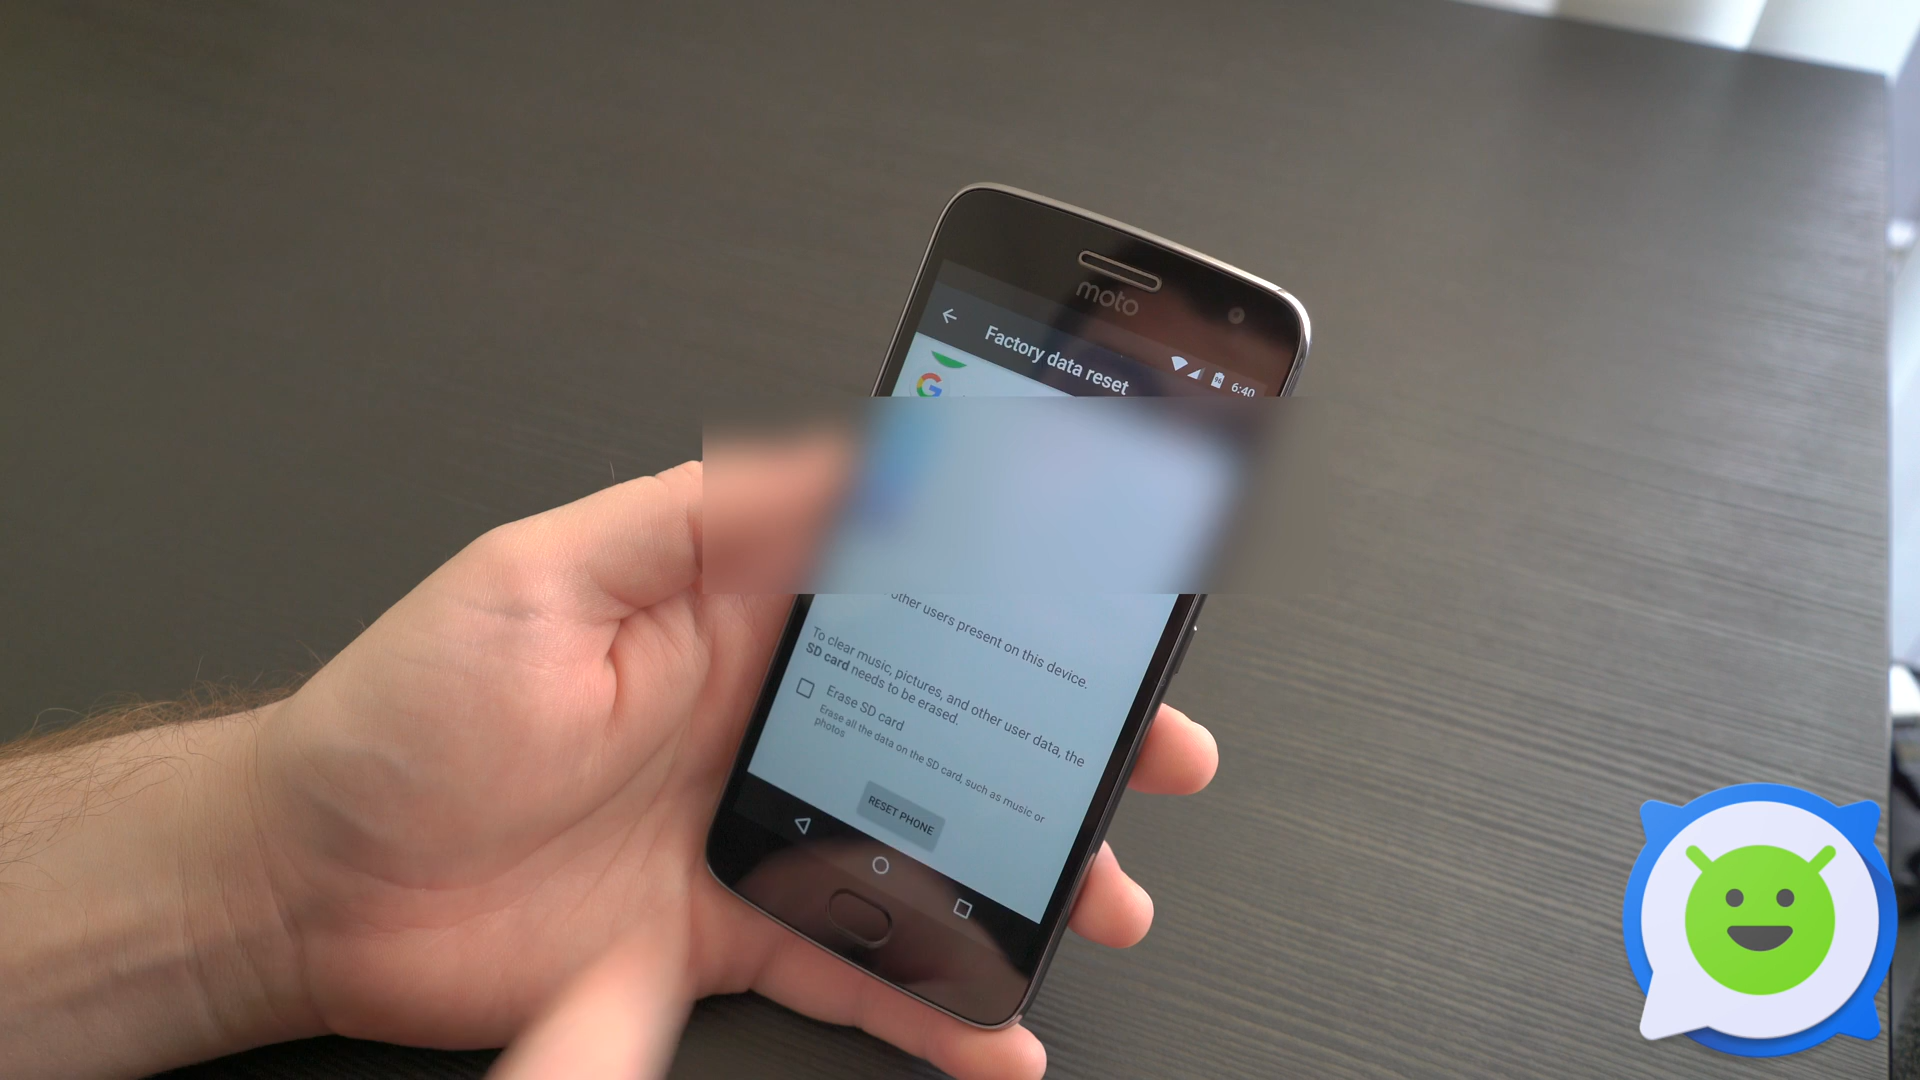 moto
6:40
Factory data reset
other users present on this device.
To clear music, pictures, and other user data, the
SD card needs to be erased.
Erase SD card
Erase all the data on the SD card, such as music or
photos
RESET PHONE